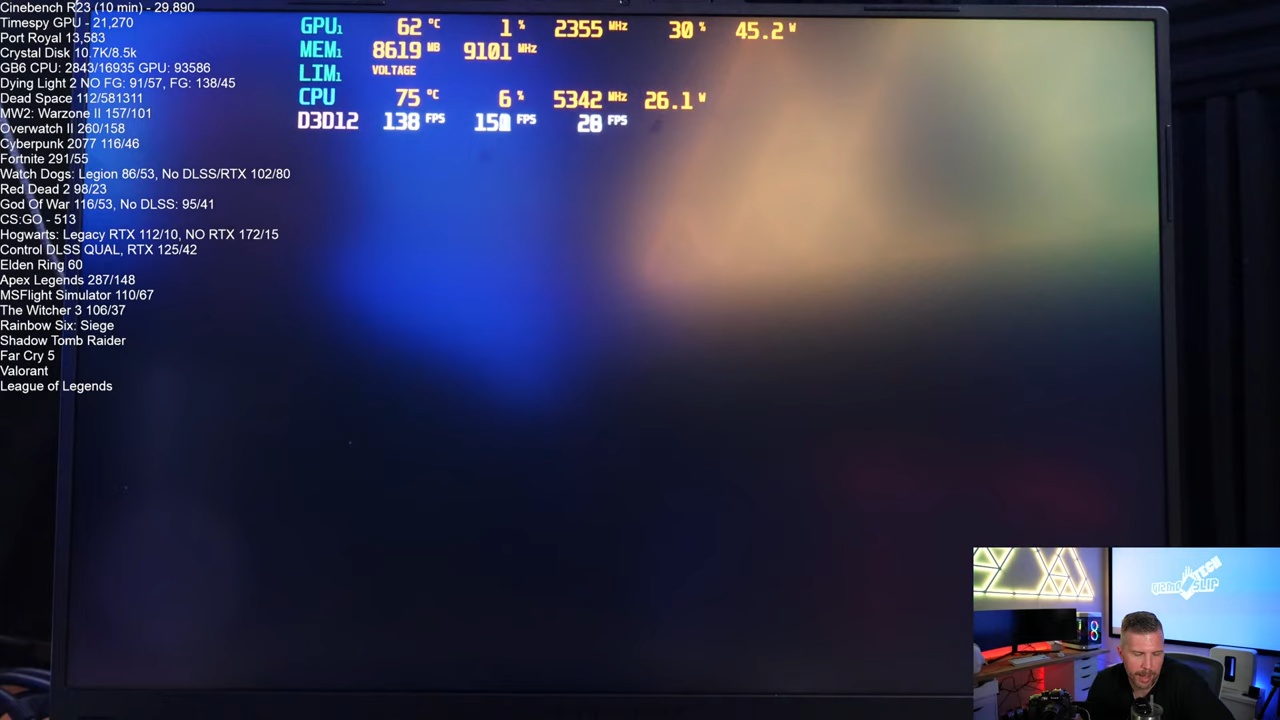 Cinebench R23 (10 min) - 29,890
Timespy GPU - 21,270
Port Royal 13,583
Crystal Disk 10.7K/8.5k
GB6 CPU: 2843/16935 GPU: 93586
Dying Light 2 NO FG: 91/57, FG: 138/45
Dead Space 112/581311
MW2: Warzone II 157/101
Overwatch II 260/158
Cyberpunk 2077 116/46
Fortnite 291/55
Watch Dogs: Legion 86/53, No DLSS/RTX 102/80
Red Dead 2 98/23
God Of War 116/53, No DLSS: 95/41
CS:GO - 513
Hogwarts: Legacy RTX 112/10, NO RTX 172/15
Control DLSS QUAL, RTX 125/42
Elden Ring 60
Apex Legends 287/148
MSFlight Simulator 110/67
The Witcher 3 106/37
Rainbow Six: Siege
Shadow Tomb Raider
Far Cry 5
Valorant
League of Legends
GPU1 62 °C 1 % 2355 MHz 30 % 45.2 W
MEM1 8619 MB 9101 MHz
LIM1 VOLTAGE
CPU 75 °C 6 % 5342 MHz 26.1 W
D3D12 138 FPS FPS 20 FPS
GIZMO SLIP TECH